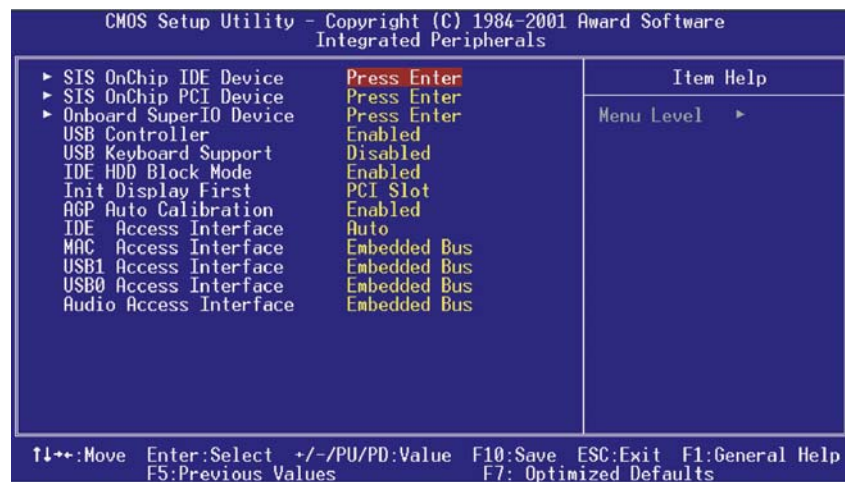 CMOS Setup Utility - Copyright (C) 1984-2001 Award Software
Integrated Peripherals
► SIS OnChip IDE Device Press Enter
► SIS OnChip PCI Device Press Enter
► Onboard SuperIO Device Press Enter
USB Controller Enabled
USB Keyboard Support Disabled
IDE HDD Block Mode Enabled
Init Display First PCI Slot
AGP Auto Calibration Enabled
IDE Access Interface Auto
MAC Access Interface Embedded Bus
USB1 Access Interface Embedded Bus
USB0 Access Interface Embedded Bus
Audio Access Interface Embedded Bus
Item Help
Menu Level ►
↑↓→←:Move Enter:Select +/-/PU/PD:Value F10:Save ESC:Exit F1:General Help
F5:Previous Values F7: Optimized Defaults